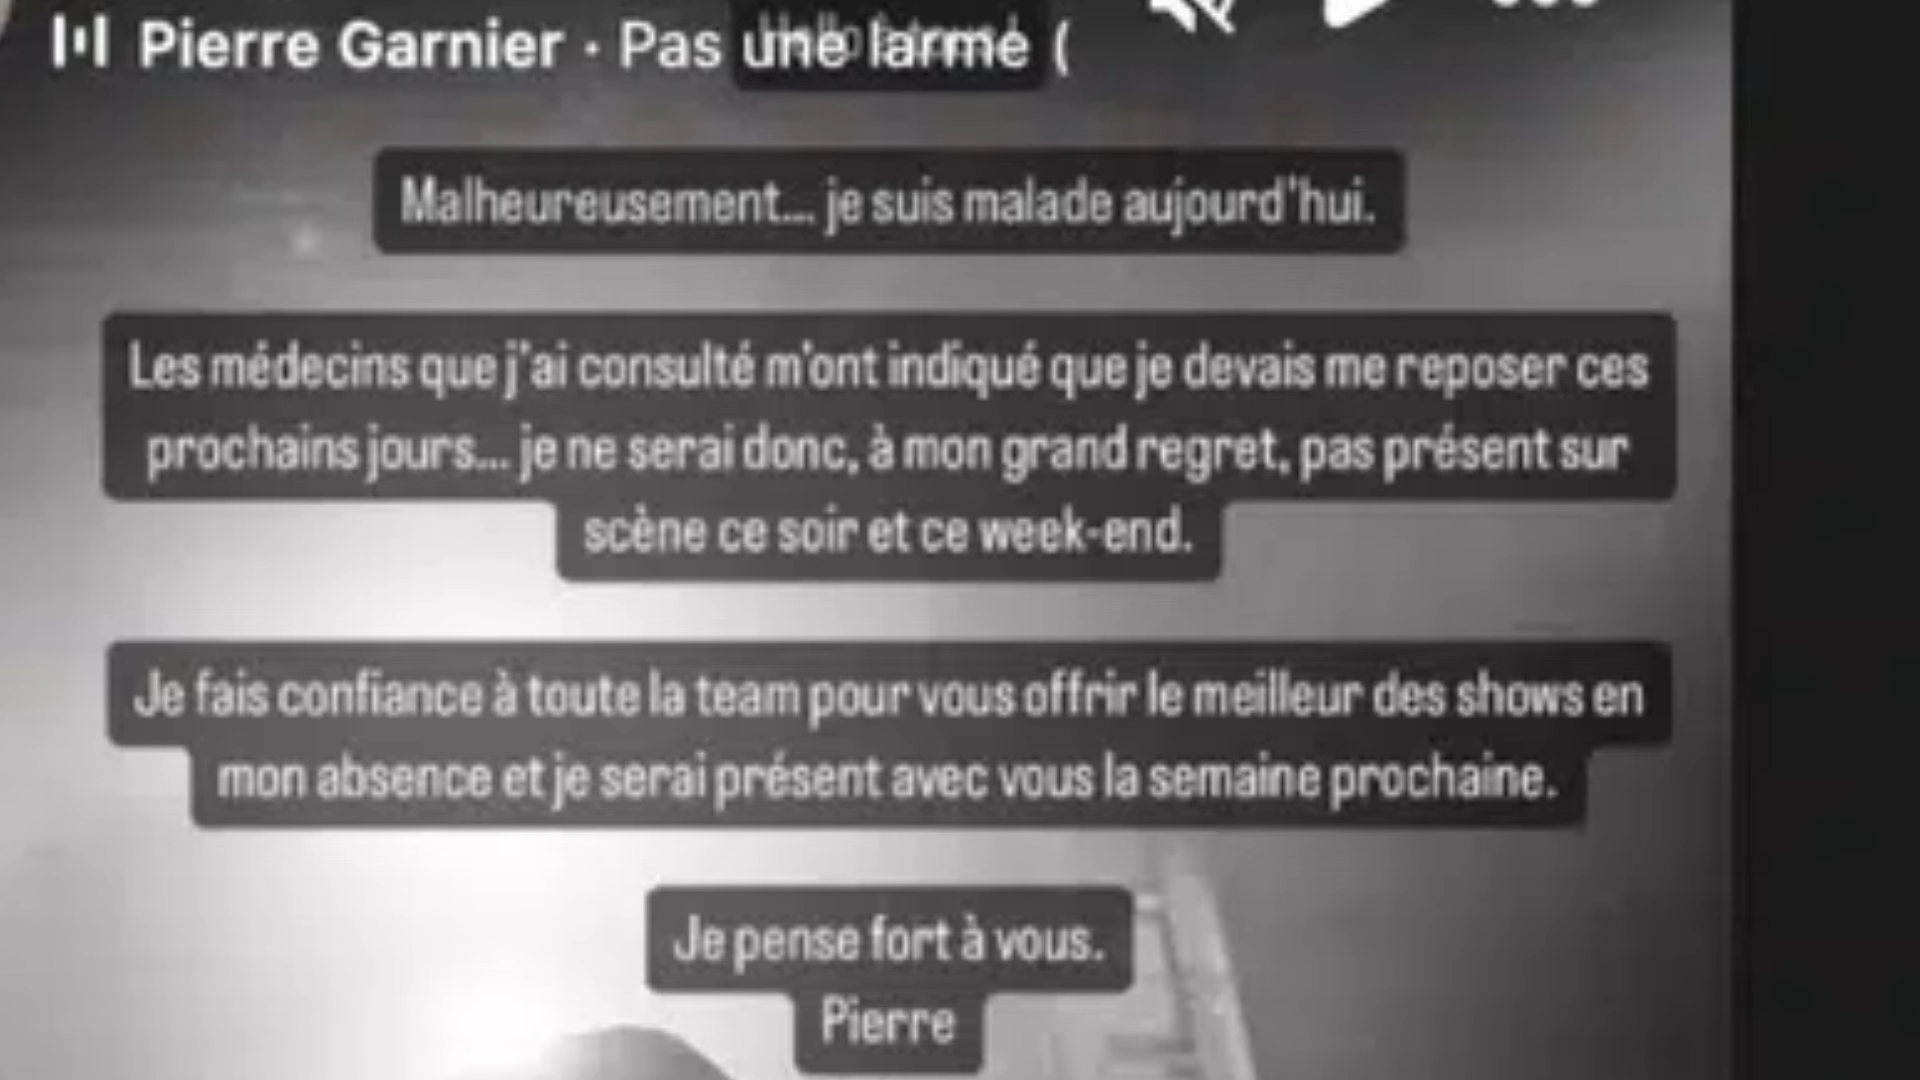 Pierre Garnier · Pas une larme (
Malheureusement... je suis malade aujourd'hui.
Les médecins que j'ai consulté m'ont indiqué que je devais me reposer ces
prochains jours... je ne serai donc, à mon grand regret, pas présent sur
scène ce soir et ce week-end.
Je fais confiance à toute la team pour vous offrir le meilleur des shows en
mon absence et je serai présent avec vous la semaine prochaine.
Je pense fort à vous.
Pierre